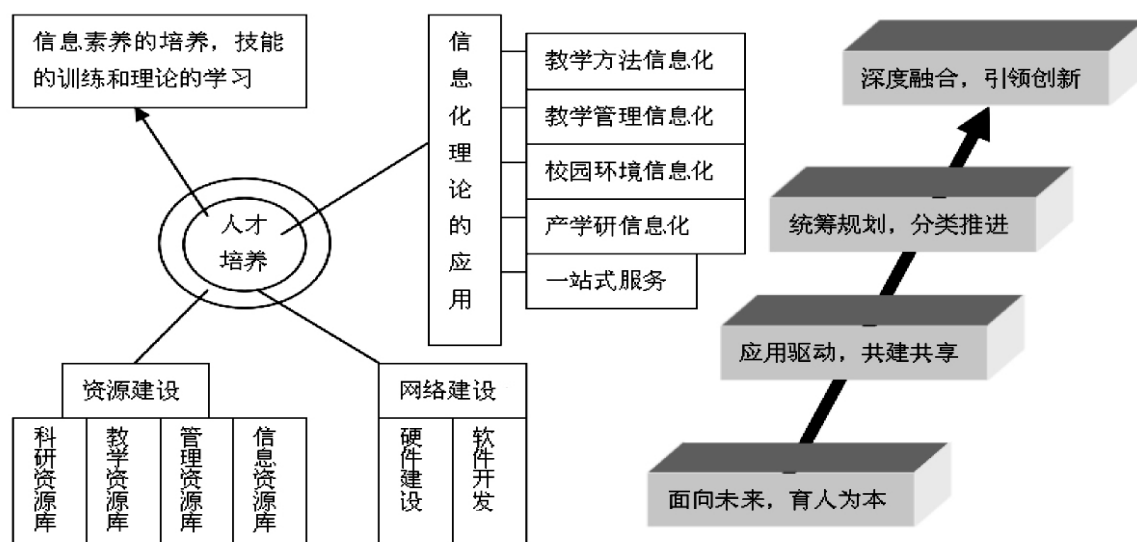 信息素养的培养，技能
的训练和理论的学习
人才
培养
信息化理论的应用
教学方法信息化
教学管理信息化
校园环境信息化
产学研信息化
一站式服务
资源建设
科研资源库
教学资源库
管理资源库
信息资源库
网络建设
硬件建设
软件开发
深度融合，引领创新
统筹规划，分类推进
应用驱动，共建共享
面向未来，育人为本